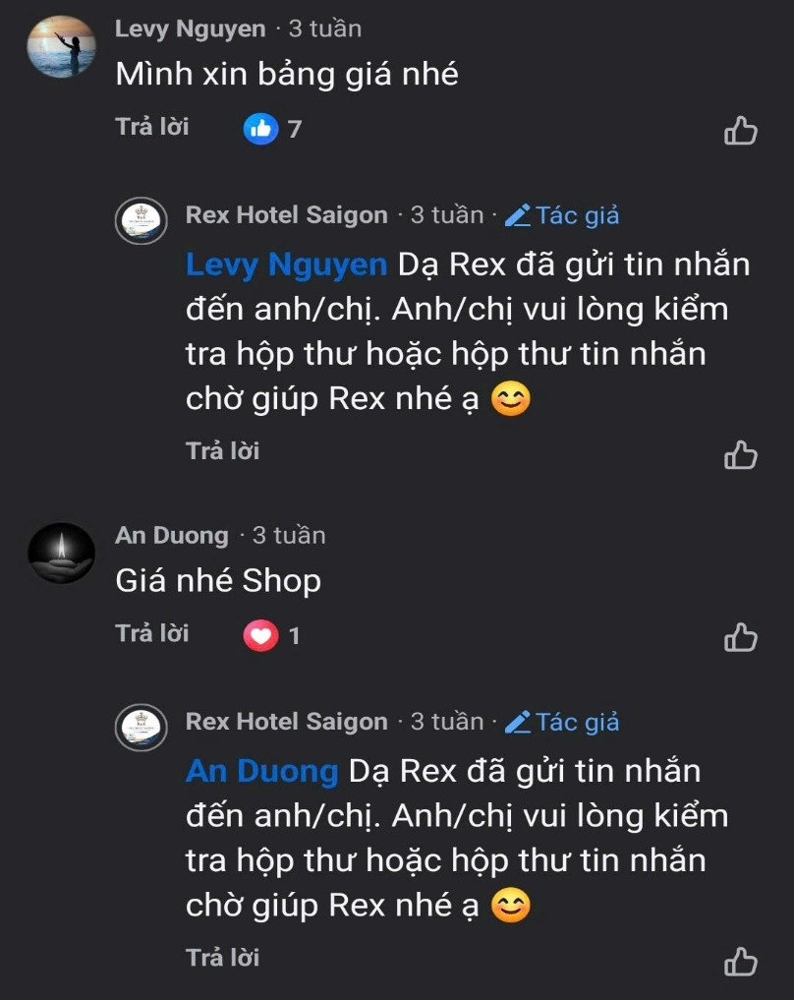 Levy Nguyen · 3 tuần
Mình xin bảng giá nhé
Trả lời 7
Rex Hotel Saigon · 3 tuần · Tác giả
Levy Nguyen Dạ Rex đã gửi tin nhắn
đến anh/chị. Anh/chị vui lòng kiểm
tra hộp thư hoặc hộp thư tin nhắn
chờ giúp Rex nhé ạ 😊
Trả lời
An Duong · 3 tuần
Giá nhé Shop
Trả lời 1
Rex Hotel Saigon · 3 tuần · Tác giả
An Duong Dạ Rex đã gửi tin nhắn
đến anh/chị. Anh/chị vui lòng kiểm
tra hộp thư hoặc hộp thư tin nhắn
chờ giúp Rex nhé ạ 😊
Trả lời